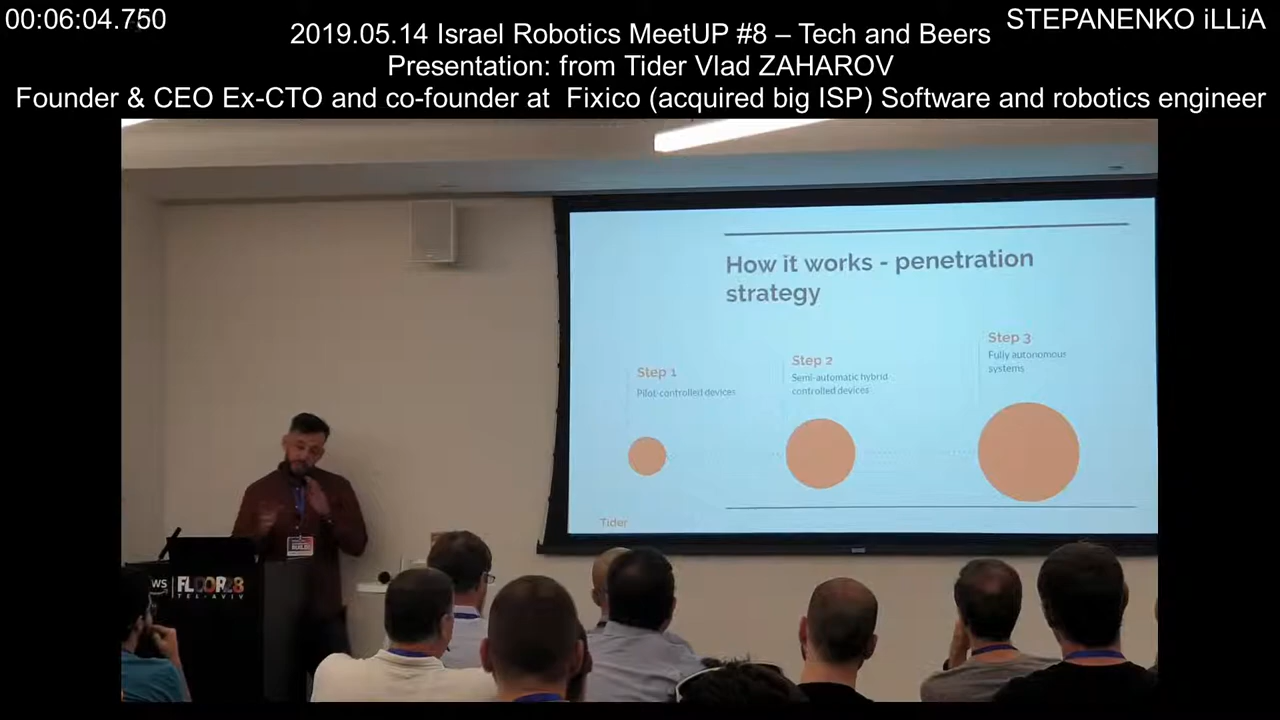 00:06:04.750
STEPANENKO iLLiA
2019.05.14 Israel Robotics MeetUP #8 – Tech and Beers
Presentation: from Tider Vlad ZAHAROV
Founder & CEO Ex-CTO and co-founder at Fixico (acquired big ISP) Software and robotics engineer
How it works - penetration
strategy
Step 1
Pilot-controlled devices
Step 2
Semi-automatic hybrid
controlled devices
Step 3
Fully autonomous
systems
Tider
WS
FLOOR28
TEL-AVIV